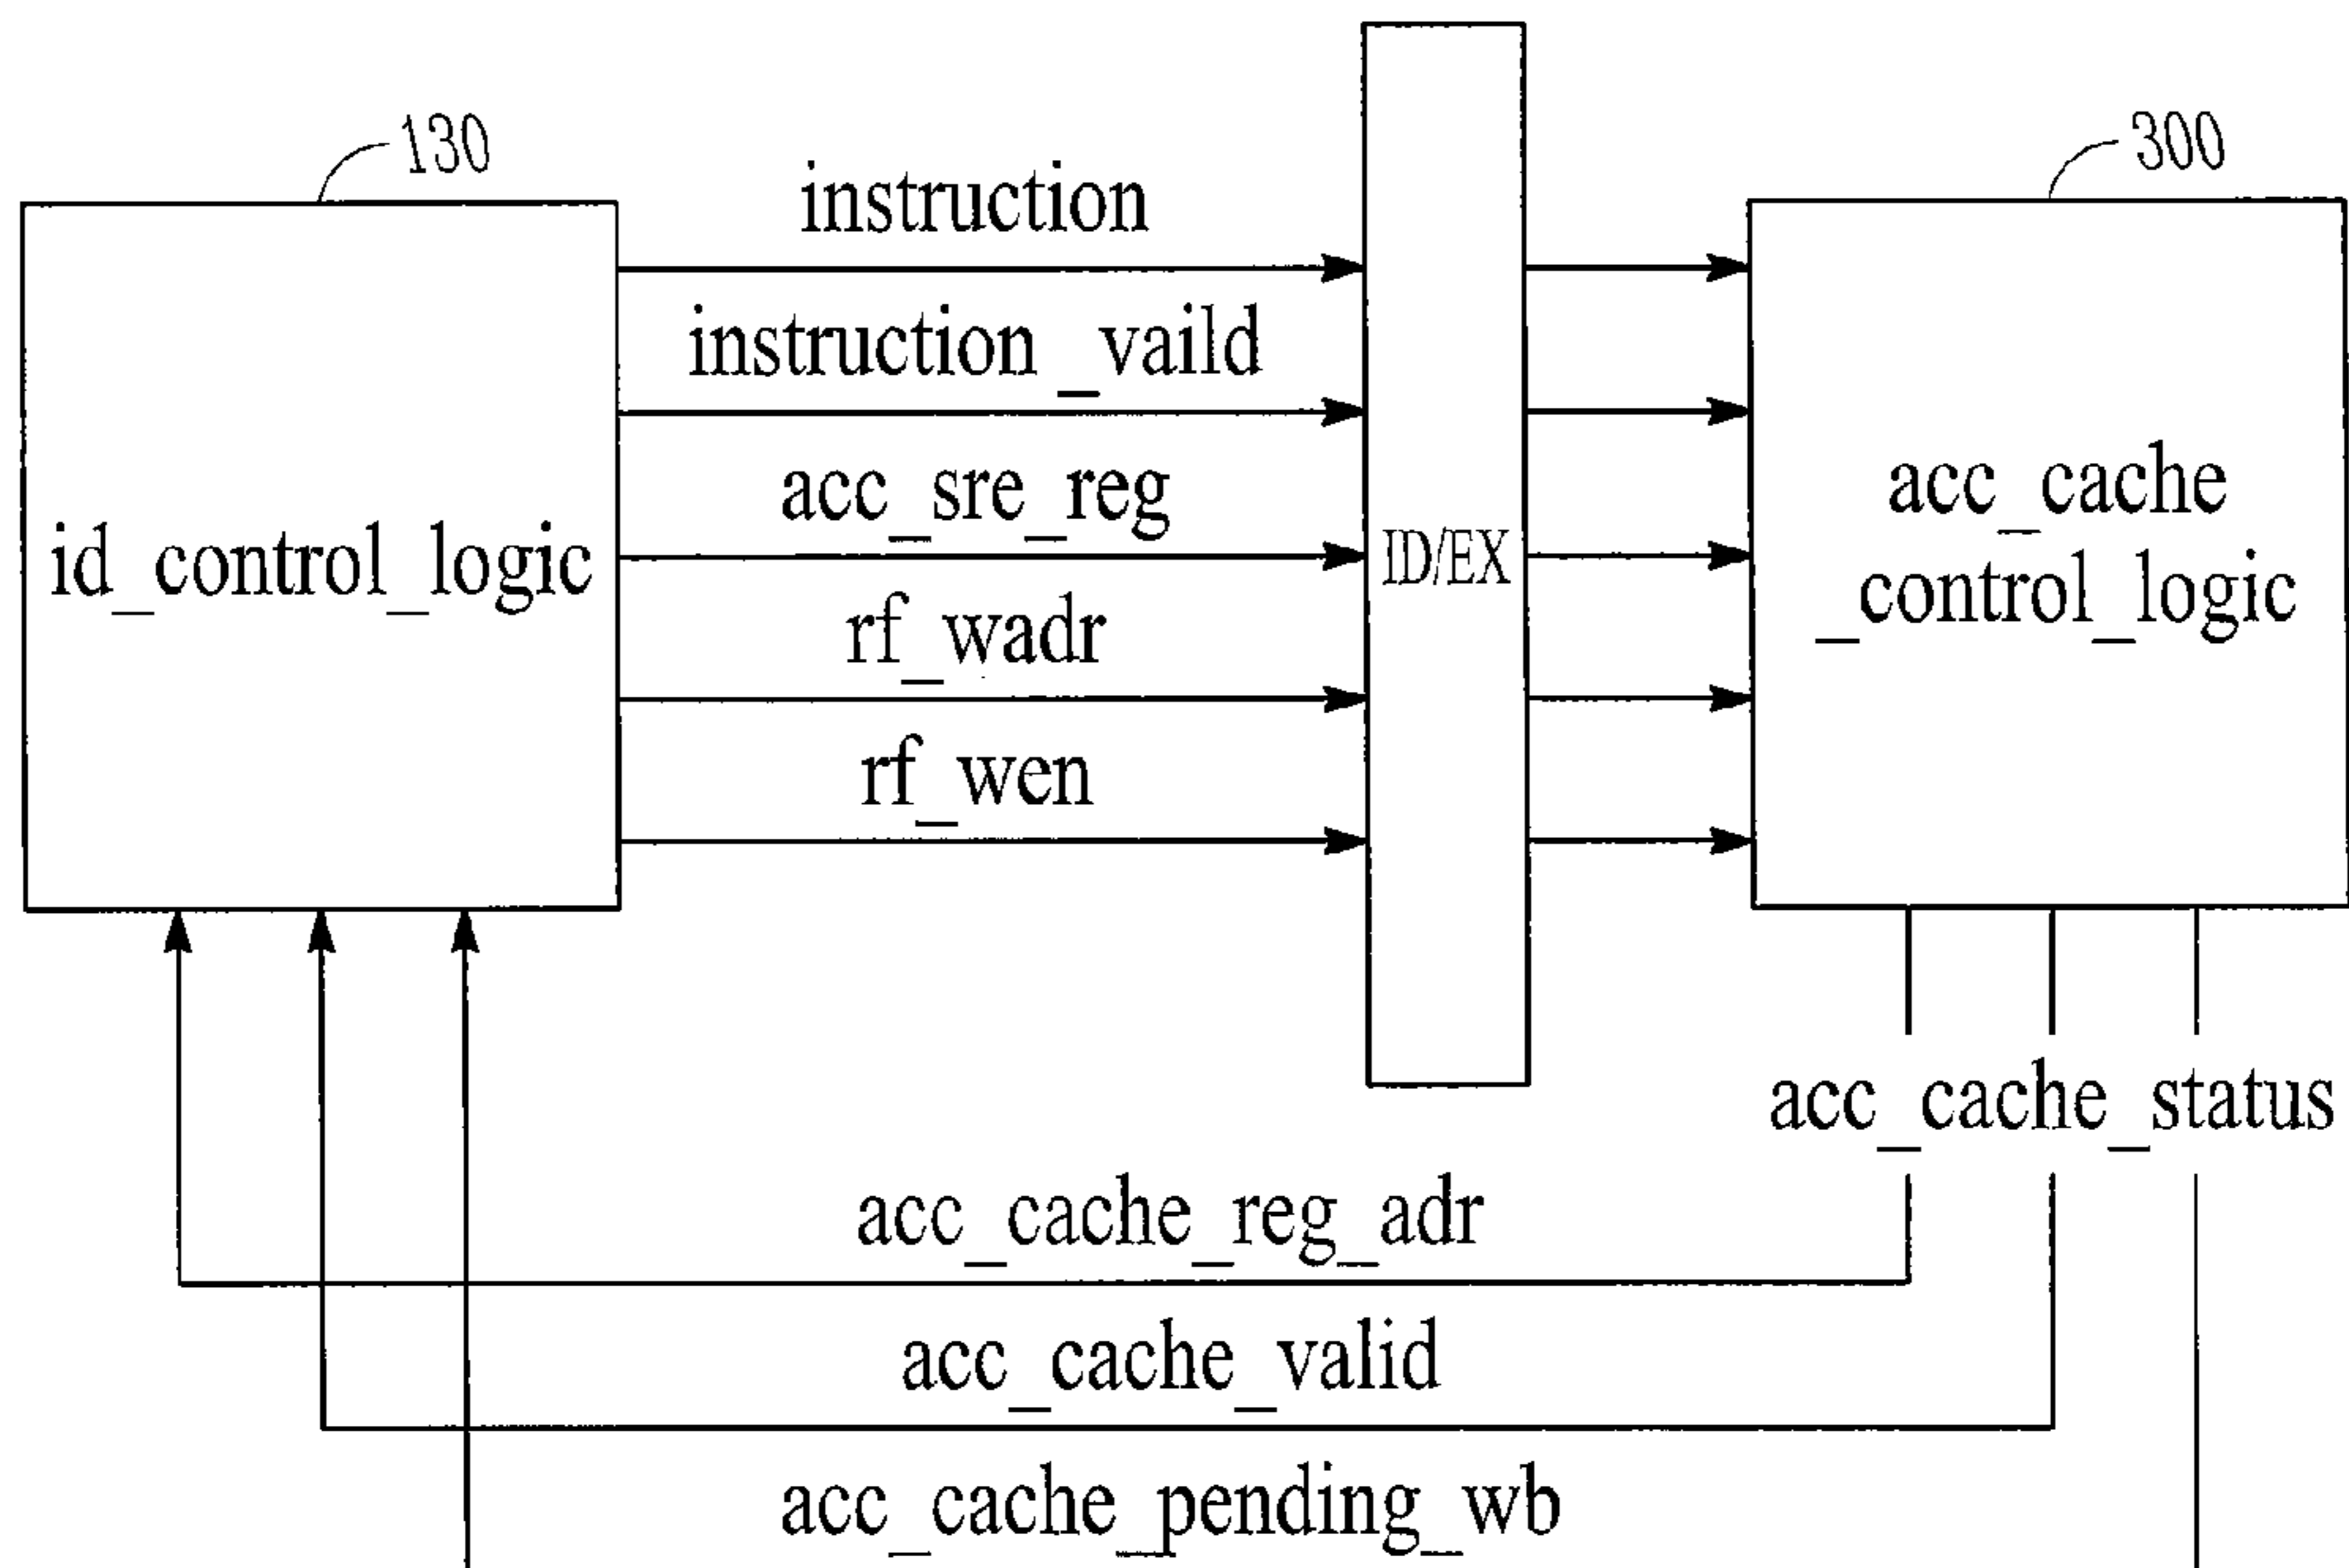 130
300
instruction
instruction _vaild
acc_sre_reg
rf_wadr
rf_wen
id_control_logic
ID/EX
acc_cache
_control_logic
acc_cache_status
acc_cache_reg_adr
acc_cache_valid
acc_cache_pending_wb